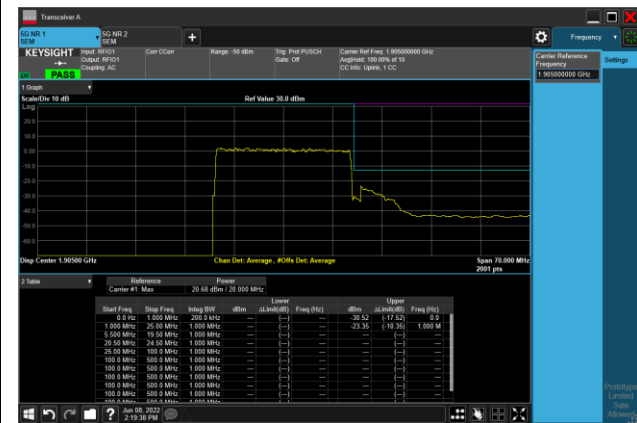 Transceiver A
5G NR 1
SEM
5G NR 2
SEM
Frequency
KEYSIGHT
Input: RFIO1
Output: RFIO1
Coupling: AC
Corr CCorr
Range: -50 dBm
Trig: Prot PUSCH
Gate: Off
Carrier Ref Freq: 1.905000000 GHz
Avg|Hold: 100.00% of 10
CC Info: Uplink, 1 CC
PASS
Carrier Reference
Frequency
1.905000000 GHz
Settings
1 Graph
Scale/Div 10 dB
Ref Value 30.0 dBm
Log
20.0
10.0
0.00
-10.0
-20.0
-30.0
-40.0
-50.0
-60.0
Disp Center 1.90500 GHz
Chan Det: Average , #Offs Det: Average
Span 70.000 MHz
2001 pts
2 Table
Reference Power
Carrier #1: Max 20.68 dBm / 20.000 MHz
Lower Upper
Start Freq Stop Freq Integ BW dBm ΔLimit(dB) Freq (Hz) dBm ΔLimit(dB) Freq (Hz)
0.0 Hz 1.000 MHz 200.0 kHz --- (---) --- -30.52 (-17.52) 0.0
1.000 MHz 25.00 MHz 1.000 MHz --- (---) --- -23.35 (-10.35) 1.000 M
5.500 MHz 19.50 MHz 1.000 MHz --- (---) --- --- (---) ---
20.50 MHz 24.50 MHz 1.000 MHz --- (---) --- --- (---) ---
25.00 MHz 100.0 MHz 1.000 MHz --- (---) --- --- (---) ---
100.0 MHz 500.0 MHz 1.000 MHz --- (---) --- --- (---) ---
100.0 MHz 500.0 MHz 1.000 MHz --- (---) --- --- (---) ---
100.0 MHz 500.0 MHz 1.000 MHz --- (---) --- --- (---) ---
100.0 MHz 500.0 MHz 1.000 MHz --- (---) --- --- (---) ---
100.0 MHz 500.0 MHz 1.000 MHz --- (---) --- --- (---) ---
Jun 08, 2022
2:19:38 PM
Prototype
Limited
Sale
Allowed